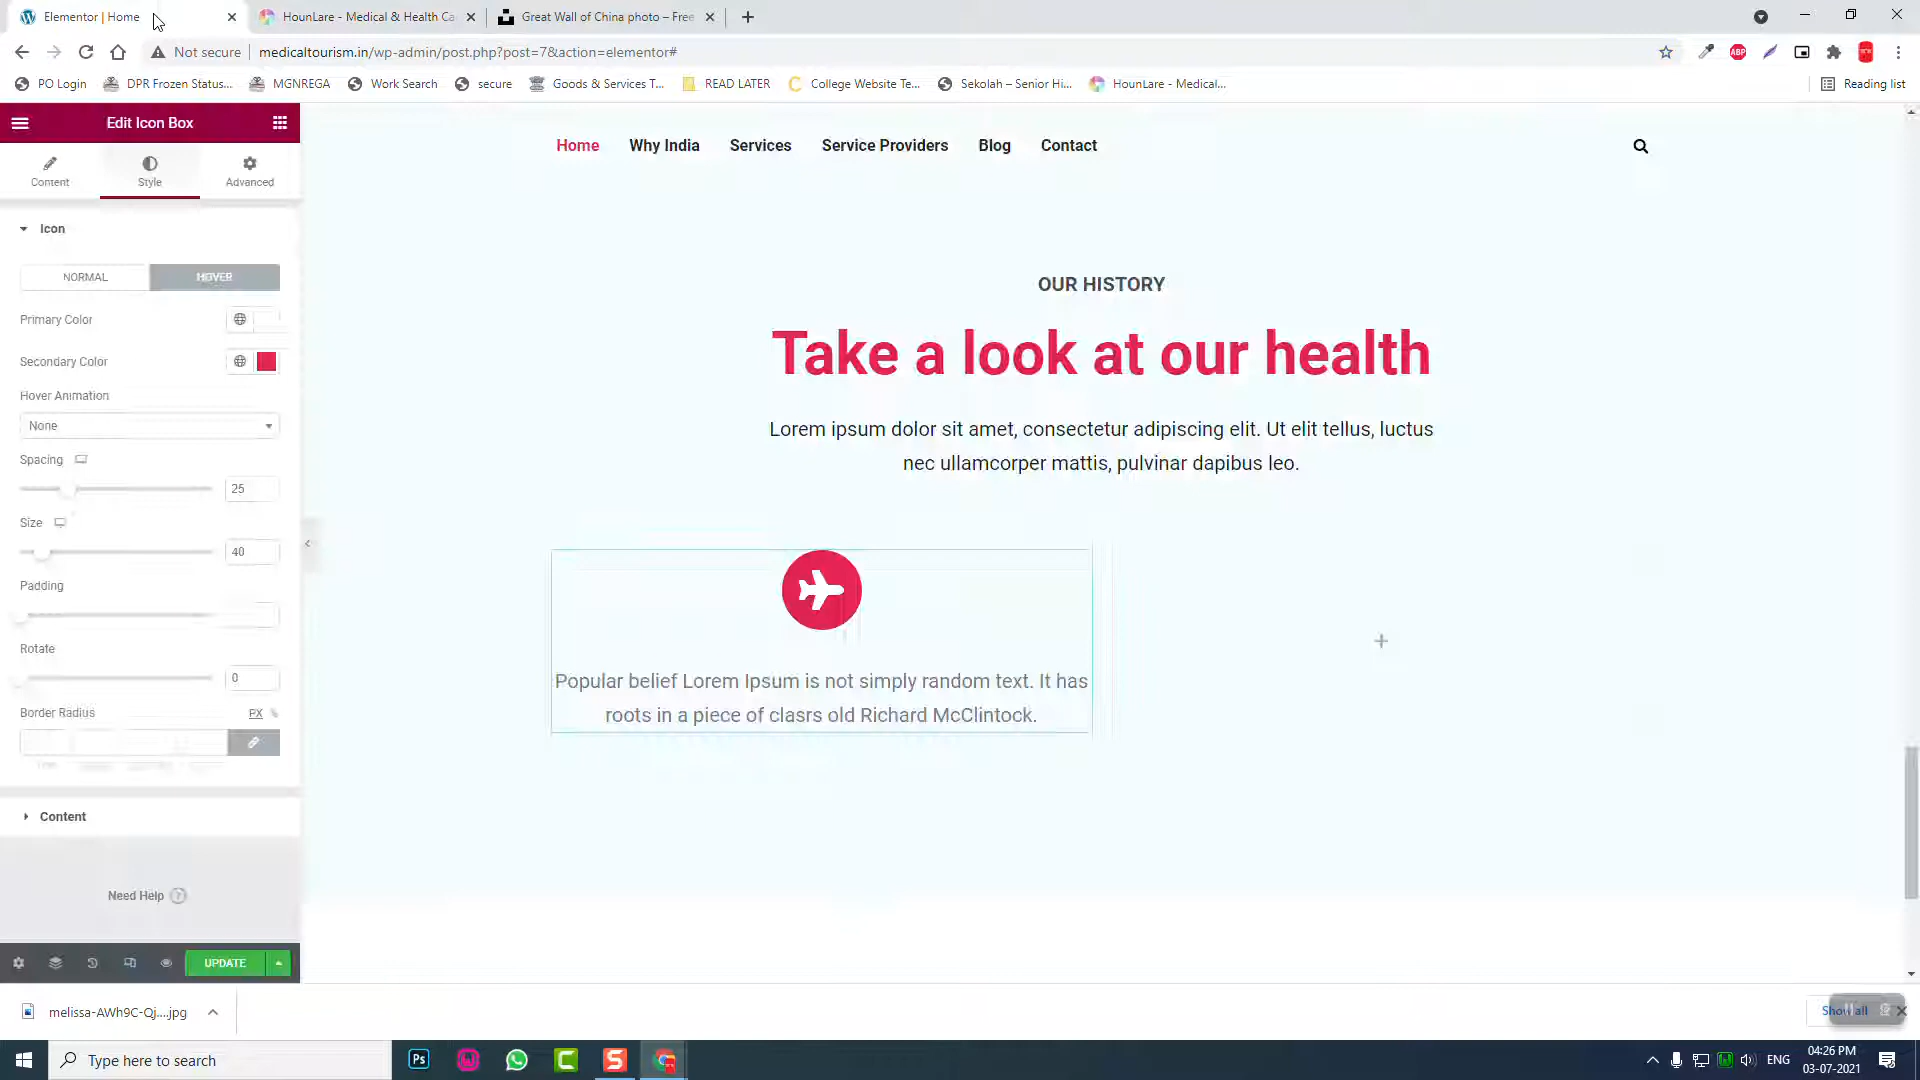 Elementor | Home
HounLare - Medical & Health Ca
Great Wall of China photo – Free
Not secure
medicaltourism.in/wp-admin/post.php?post=7&action=elementor#
PO Login
DPR Frozen Status...
MGNREGA
Work Search
secure
Goods & Services T...
READ LATER
College Website Te...
Sekolah – Senior Hi...
HounLare - Medical...
Reading list
Edit Icon Box
Content
Style
Advanced
Icon
NORMAL
HOVER
Primary Color
Secondary Color
Hover Animation
None
Spacing
25
Size
40
Padding
Rotate
0
Border Radius
PX
Content
Need Help
UPDATE
Home
Why India
Services
Service Providers
Blog
Contact
OUR HISTORY
Take a look at our health
Lorem ipsum dolor sit amet, consectetur adipiscing elit. Ut elit tellus, luctus
nec ullamcorper mattis, pulvinar dapibus leo.
Popular belief Lorem Ipsum is not simply random text. It has
roots in a piece of clasrs old Richard McClintock.
melissa-AWh9C-Qj....jpg
Show all
Type here to search
Ps
ABP
ENG
04:26 PM
03-07-2021